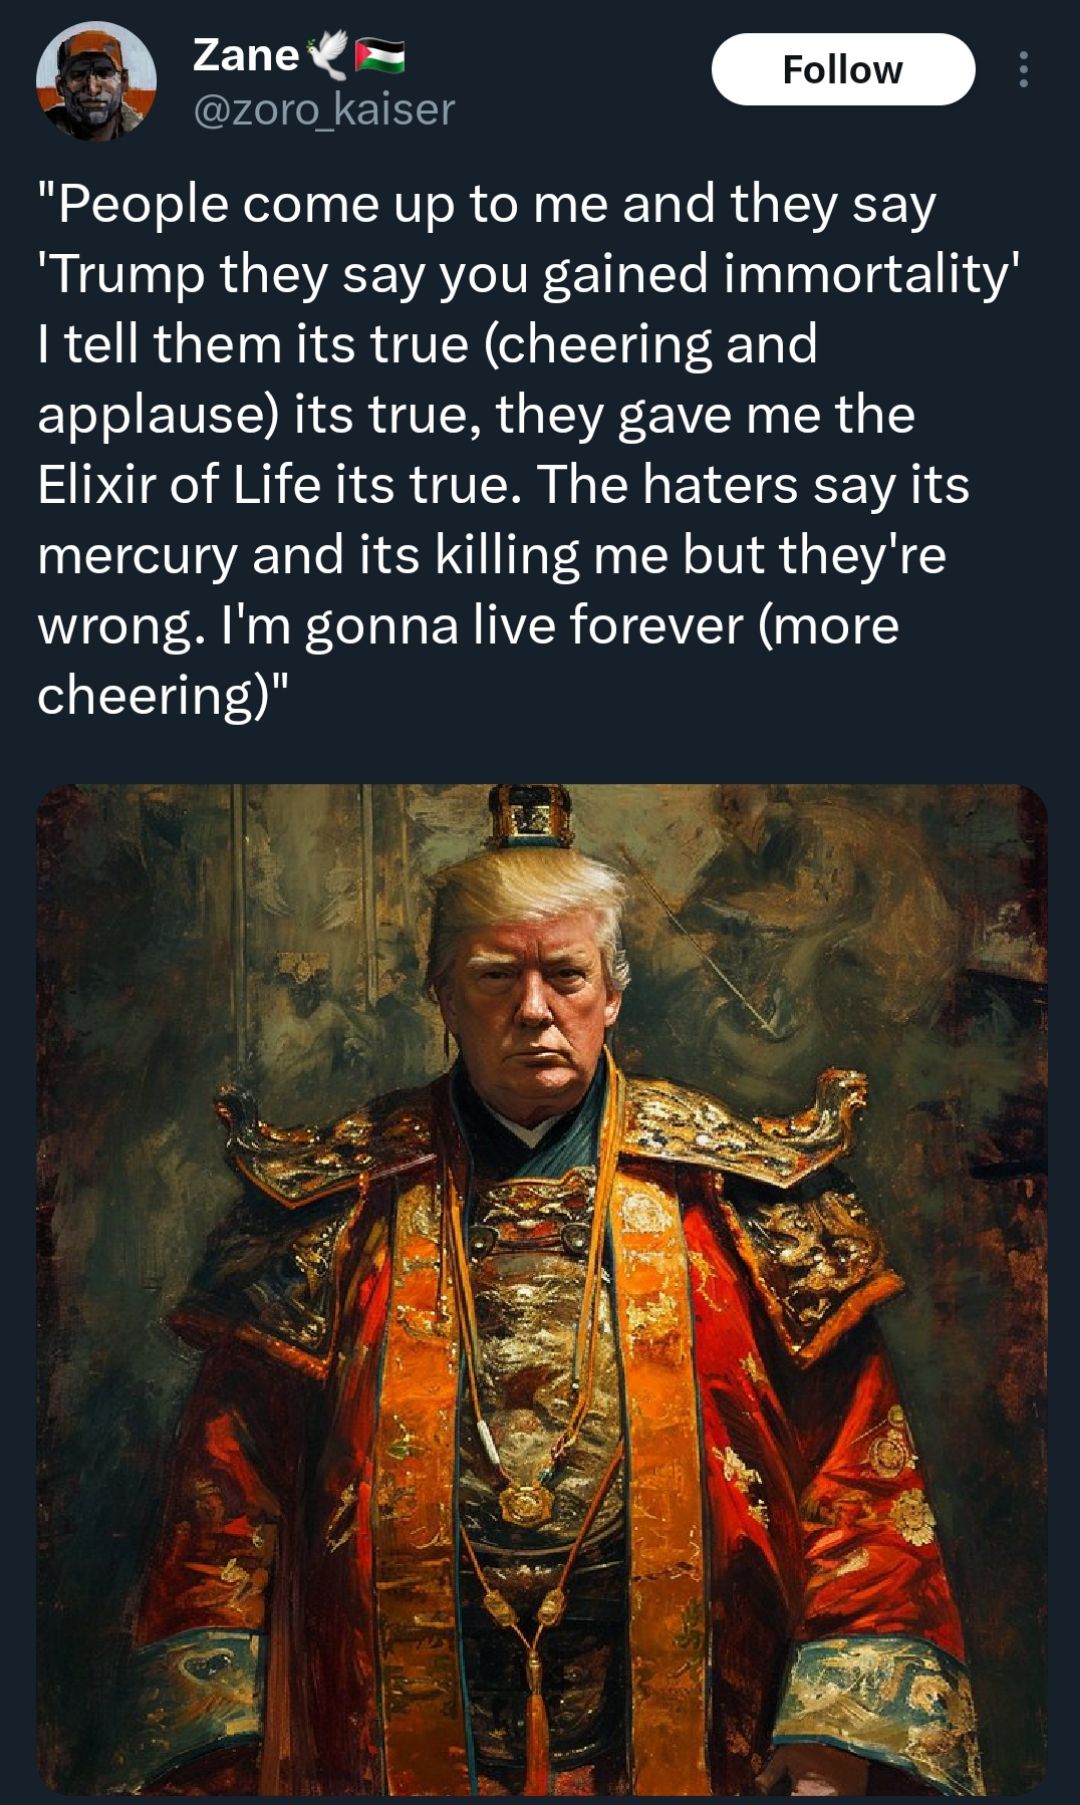 Zane🕊️🇵🇸
Follow
@zoro_kaiser
"People come up to me and they say
'Trump they say you gained immortality'
I tell them its true (cheering and
applause) its true, they gave me the
Elixir of Life its true. The haters say its
mercury and its killing me but they're
wrong. I'm gonna live forever (more
cheering)"